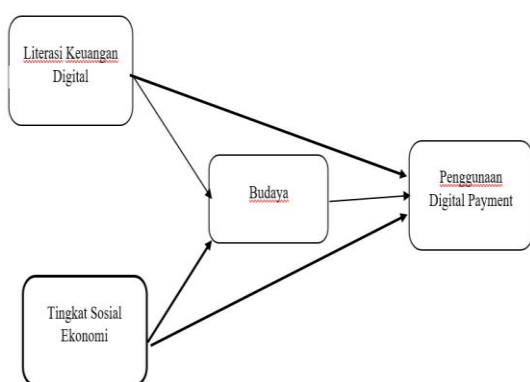 Literasi Keuangan
Digital
Budaya
Penggunaan
Digital Payment
Tingkat Sosial
Ekonomi